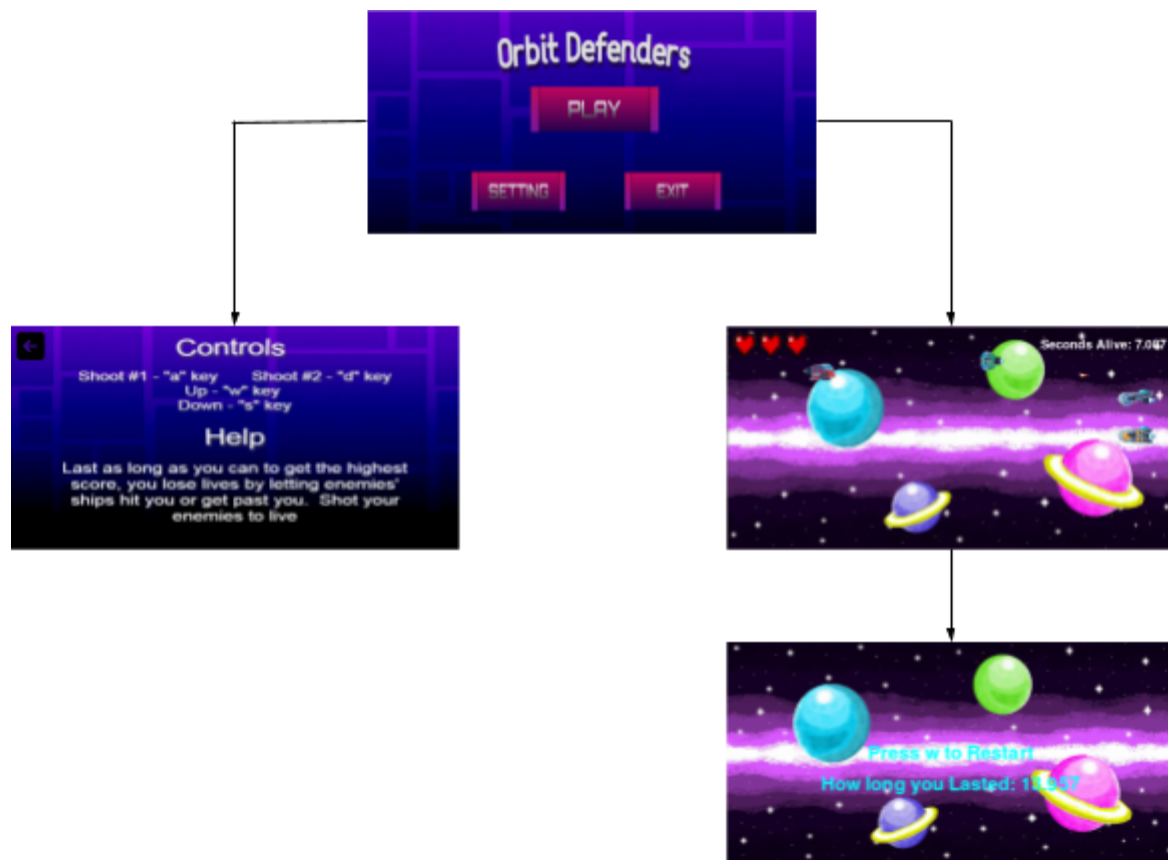 Orbit Defenders
PLAY
SETTING
EXIT
Controls
Shoot #1 - "a" key Shoot #2 - "d" key
Up - "w" key
Down - "s" key
Help
Last as long as you can to get the highest
score, you lose lives by letting enemies'
ships hit you or get past you. Shot your
enemies to live
Seconds Alive:
Press w to Restart
How long you Lasted: 13.957